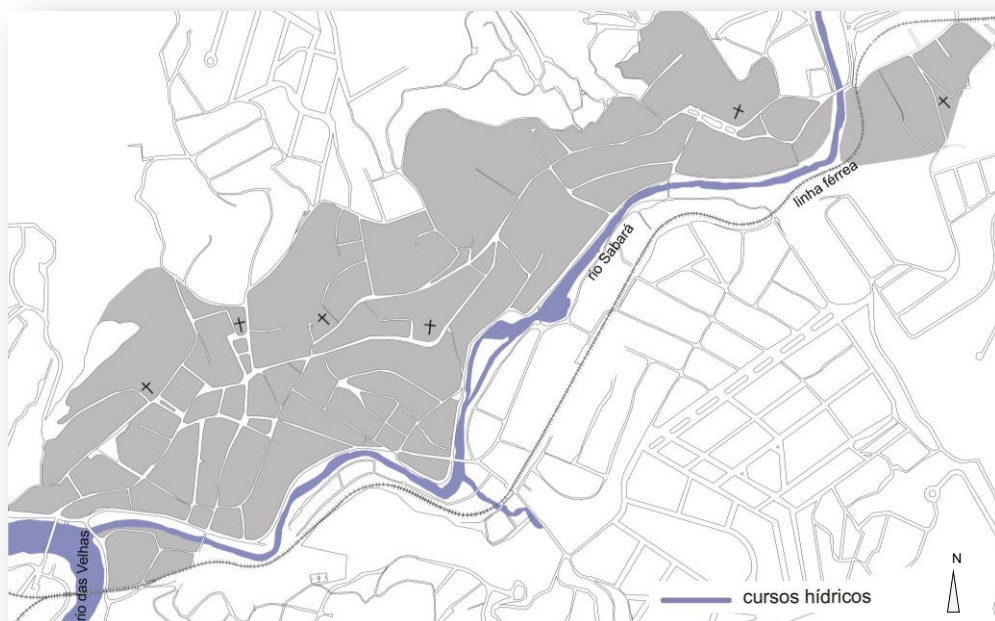 linha férrea
rio Sabará
rio das Velhas
N
cursos hídricos